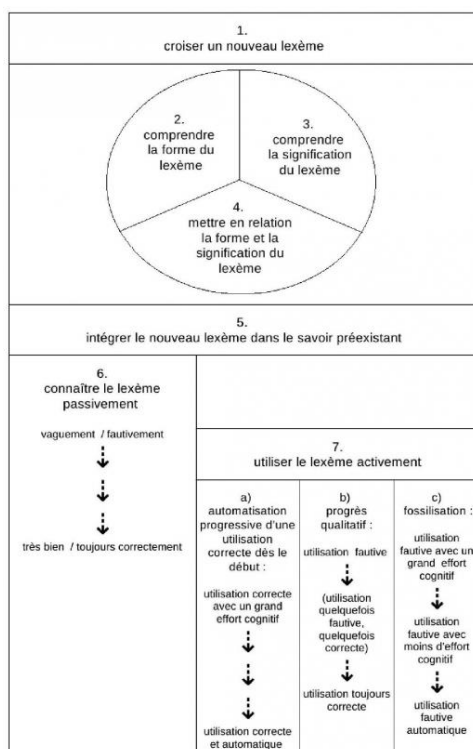 1.
croiser un nouveau lexème
2.
comprendre
la forme du
lexème
3.
comprendre
la signification
du lexème
4.
mettre en relation
la forme et la
signification du
lexème
5.
intégrer le nouveau lexème dans le savoir préexistant
6.
connaître le lexème
passivement
vaguement / fautivement
très bien / toujours correctement
7.
utiliser le lexème activement
a)
automatisation
progressive d'une
utilisation
correcte dès le
début :
utilisation correcte
avec un grand
effort cognitif
utilisation correcte
et automatique
b)
progrès
qualitatif :
utilisation fautive
(utilisation
quelquefois
fautive,
quelquefois
correcte)
utilisation toujours
correcte
c)
fossilisation :
utilisation
fautive avec un
grand effort
cognitif
utilisation
fautive avec
moins d'effort
cognitif
utilisation
fautive
automatique